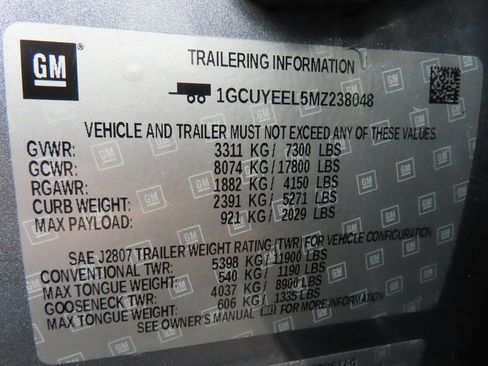 GM
TRAILERING INFORMATION
1GCUYEEL5MZ238048
VEHICLE AND TRAILER MUST NOT EXCEED ANY OF THESE VALUES.
GVWR: 3311 KG / 7300 LBS
GCWR: 8074 KG / 17800 LBS
RGAWR: 1882 KG / 4150 LBS
CURB WEIGHT: 2391 KG / 5271 LBS
MAX PAYLOAD: 921 KG / 2029 LBS
SAE J2807 TRAILER WEIGHT RATING (TWR) FOR VEHICLE CONFIGURATION
CONVENTIONAL TWR: 5398 KG / 11900 LBS
MAX TONGUE WEIGHT: 540 KG / 1190 LBS
GOOSENECK TWR: 4037 KG / 8900 LBS
MAX TONGUE WEIGHT: 606 KG / 1335 LBS
SEE OWNER'S MANUAL FOR MORE INFORMATION